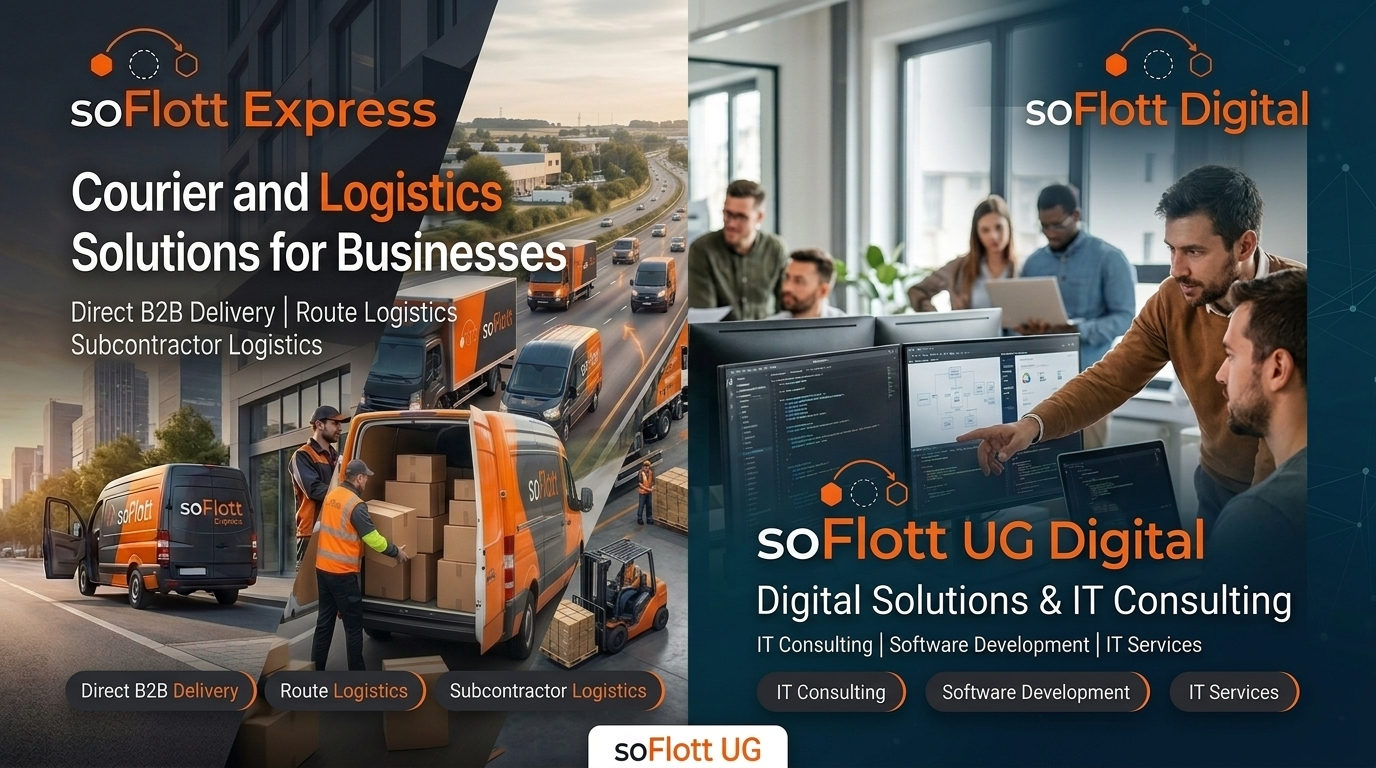 soFlott Express
Courier and Logistics
Solutions for Businesses
Direct B2B Delivery | Route Logistics
Subcontractor Logistics
soFlott
soFlott
soFlott
soFlott
Direct B2B Delivery
Route Logistics
Subcontractor Logistics
soFlott Digital
soFlott UG Digital
Digital Solutions & IT Consulting
IT Consulting | Software Development | IT Services
IT Consulting
Software Development
IT Services
soFlott UG